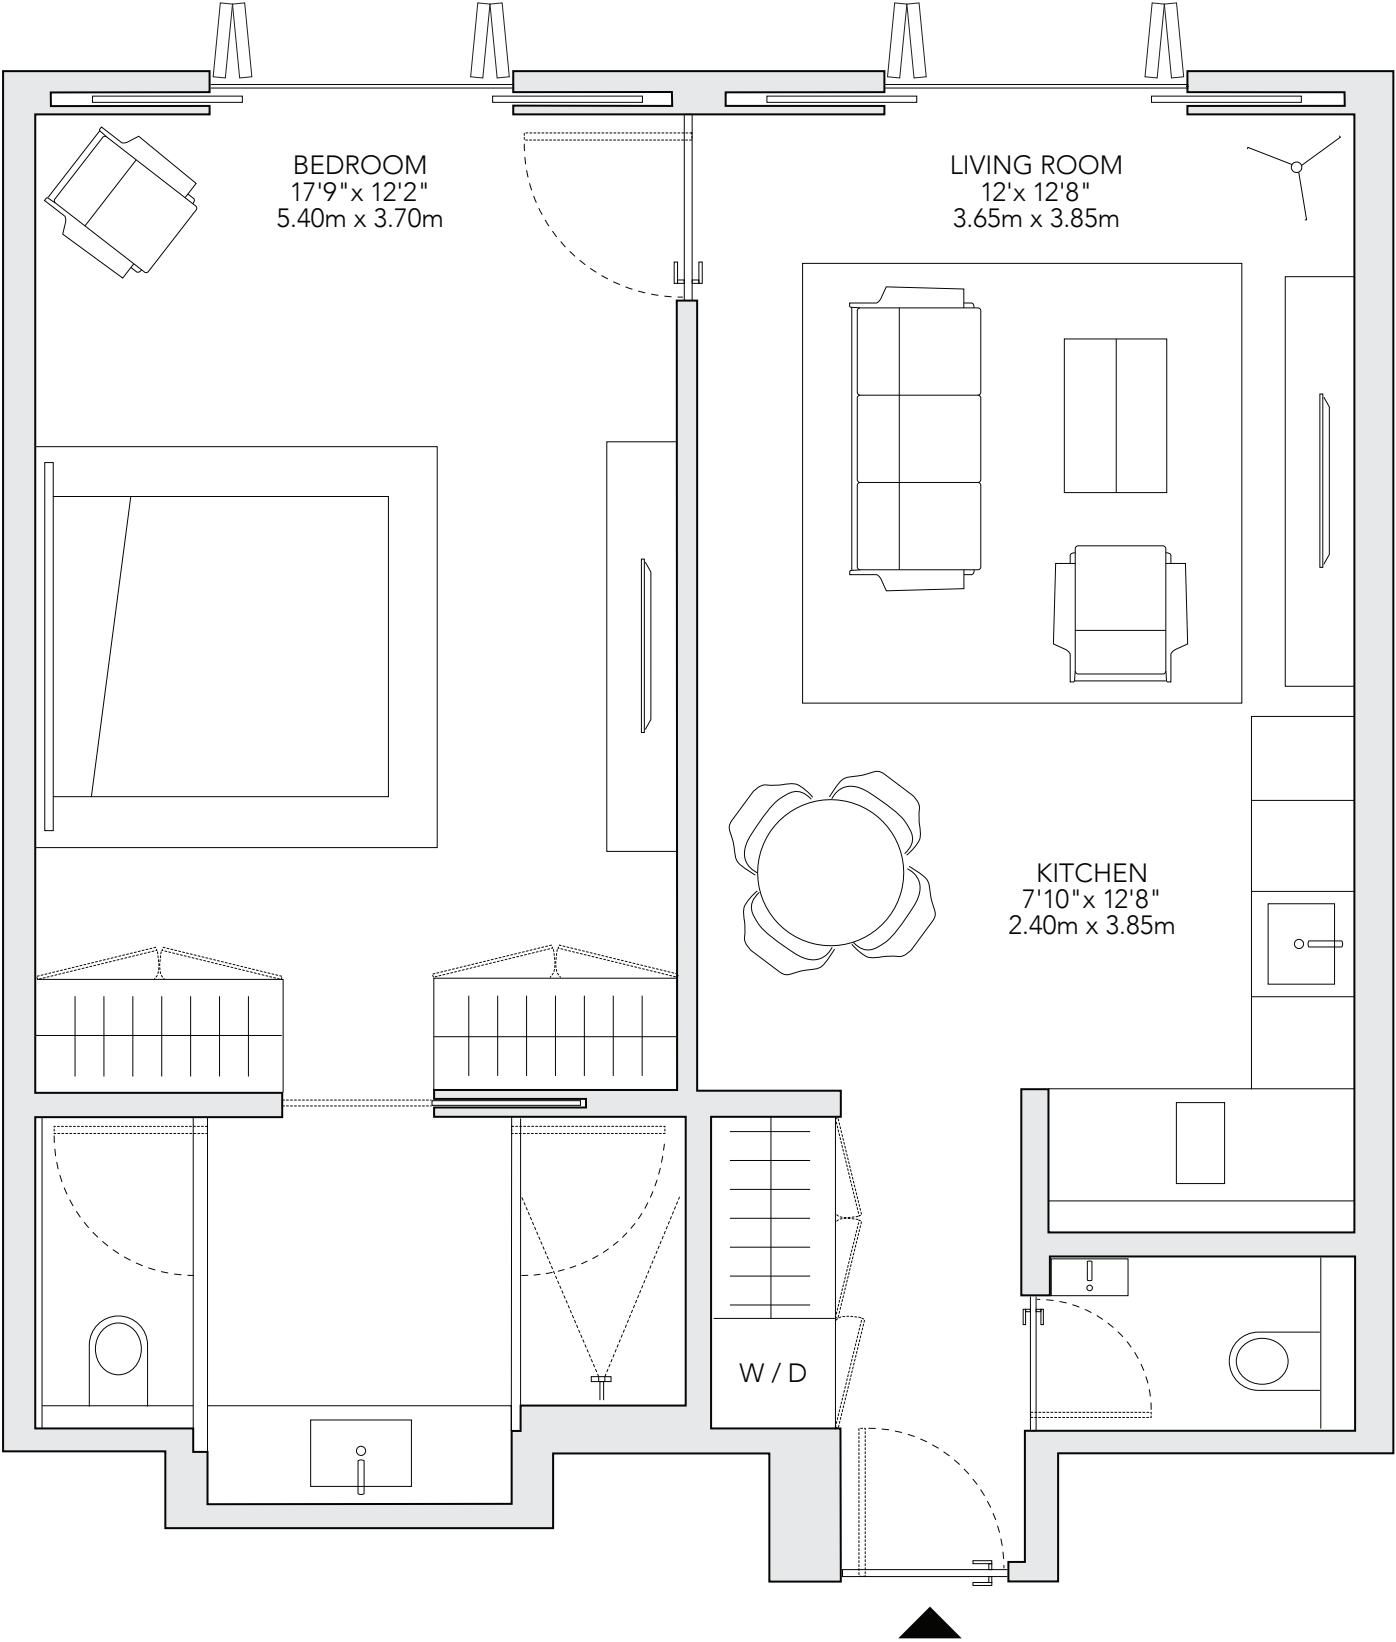 BEDROOM
17'9"x 12'2"
5.40m x 3.70m
LIVING ROOM
12'x 12'8"
3.65m x 3.85m
KITCHEN
7'10"x 12'8"
2.40m x 3.85m
W / D